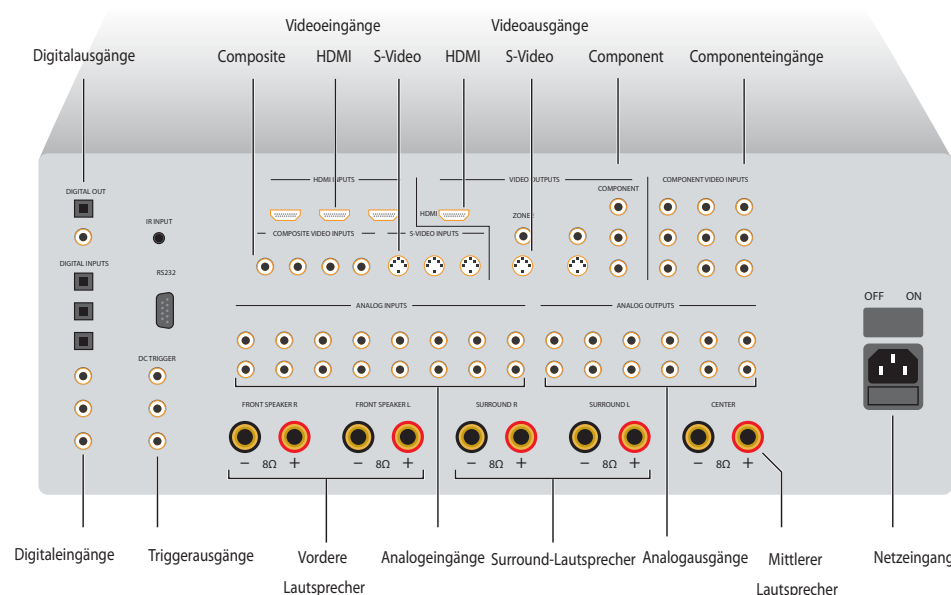 Videoeingänge Videoausgänge
Digitalausgänge Composite HDMI S-Video HDMI S-Video Component Componenteingänge
HDMI INPUTS VIDEO OUTPUTS COMPONENT VIDEO INPUTS
DIGITAL OUT COMPONENT
HDMI
IR INPUT ZONE2
COMPOSITE VIDEO INPUTS S-VIDEO INPUTS
DIGITAL INPUTS
RS232
OFF ON
ANALOG INPUTS ANALOG OUTPUTS
DC TRIGGER
FRONT SPEAKER R FRONT SPEAKER L SURROUND R SURROUND L CENTER
− 8Ω + − 8Ω + − 8Ω + − 8Ω + − 8Ω +
Digitaleingänge Triggerausgänge Vordere Analogeingänge Surround-Lautsprecher Analogausgänge Mittlerer Netzeingang
Lautsprecher Lautsprecher